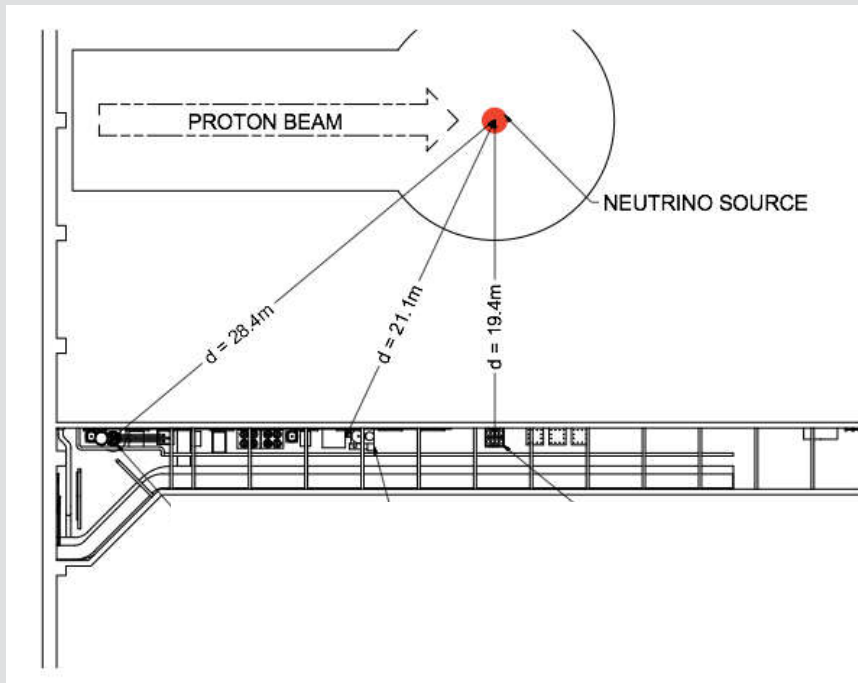 PROTON BEAM
NEUTRINO SOURCE
d = 28.4m
d = 21.1m
d = 19.4m